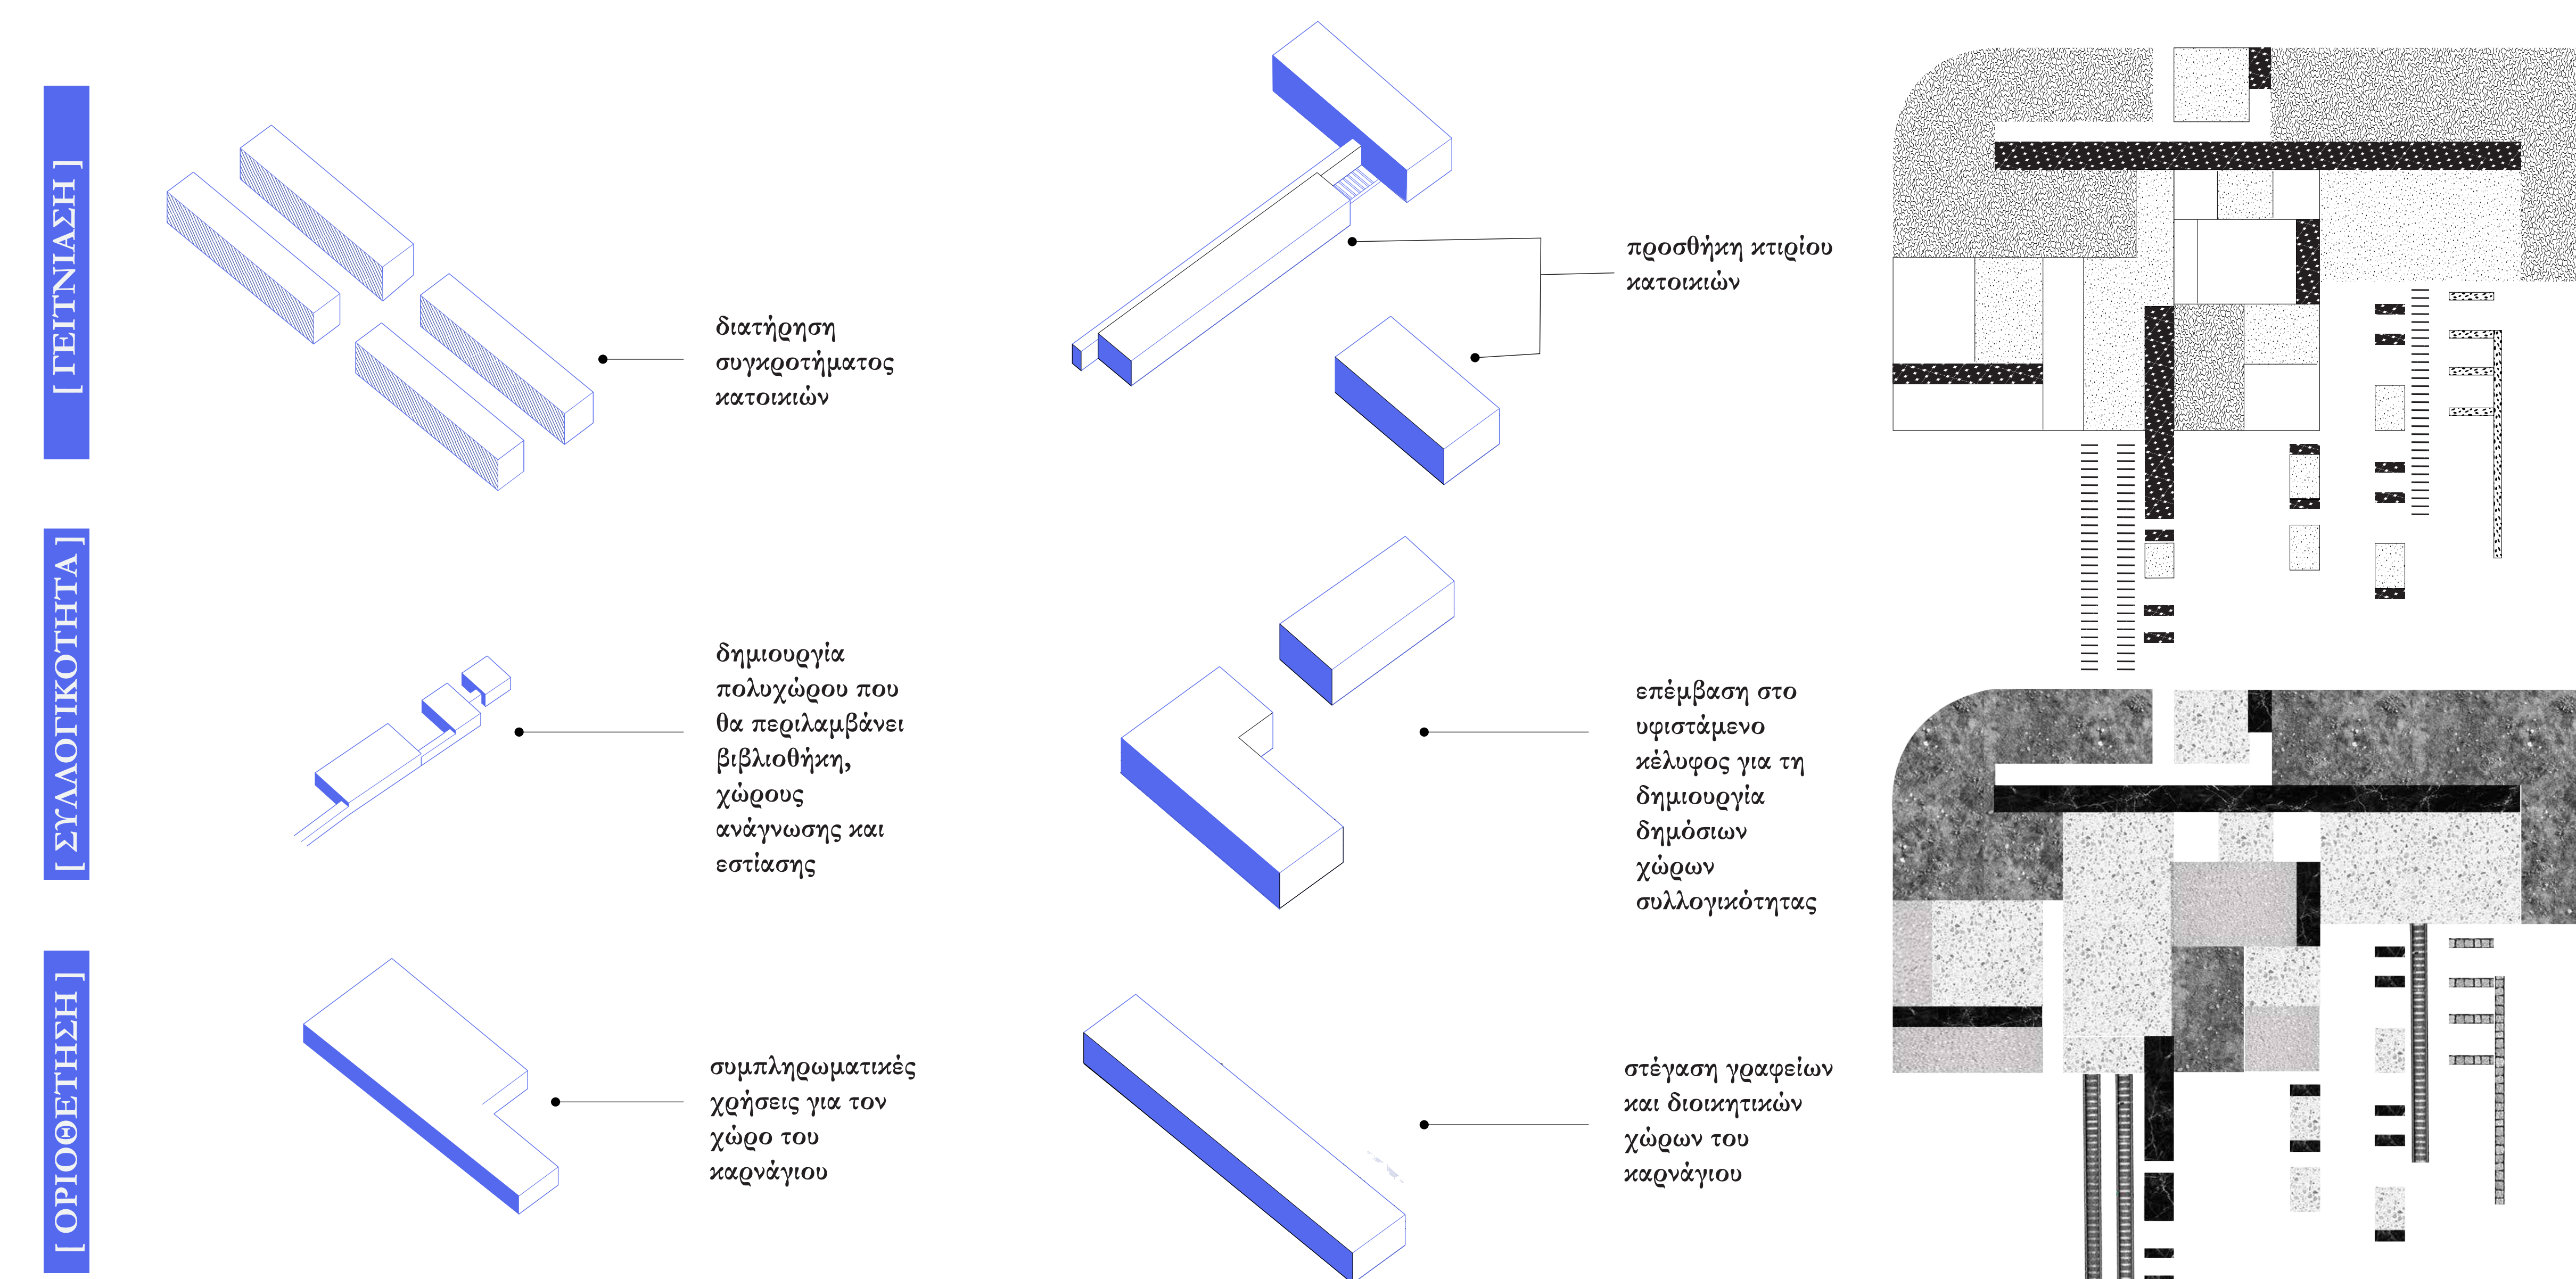 [ ΓΕΙΤΝΙΑΣΗ ]
διατήρηση
συγκροτήματος
κατοικιών
προσθήκη κτιρίου
κατοικιών
[ ΣΥΛΛΟΓΙΚΟΤΗΤΑ ]
δημιουργία
πολυχώρου που
θα περιλαμβάνει
βιβλιοθήκη,
χώρους
ανάγνωσης και
εστίασης
επέμβαση στο
υφιστάμενο
κέλυφος για τη
δημιουργία
δημόσιων
χώρων
συλλογικότητας
[ ΟΡΙΟΘΕΤΗΣΗ ]
συμπληρωματικές
χρήσεις για τον
χώρο του
καρνάγιου
στέγαση γραφείων
και διοικητικών
χώρων του
καρνάγιου